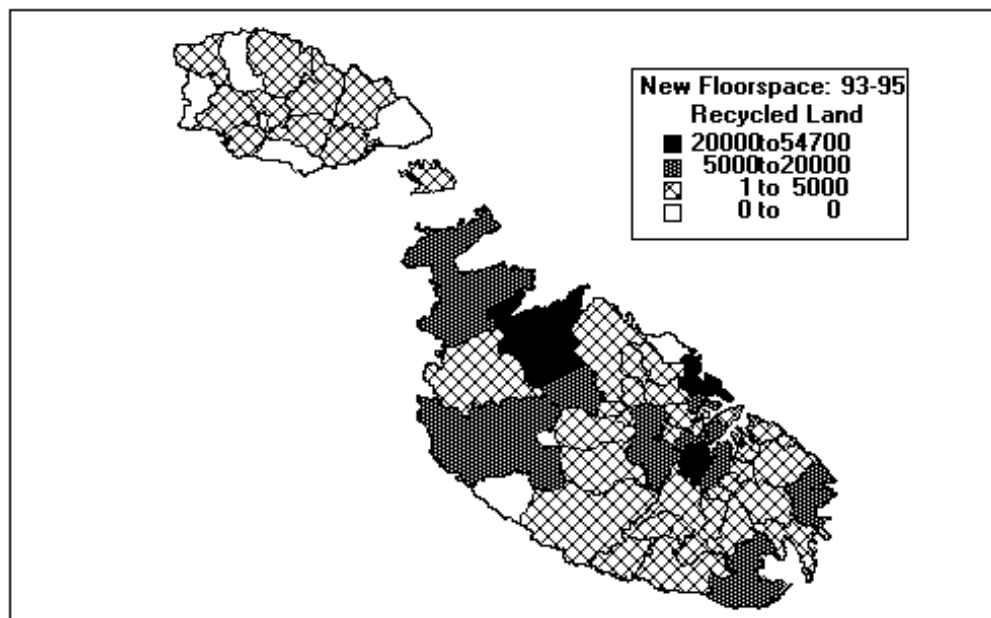 New Floorspace: 93-95
Recycled Land
20000to54700
5000to20000
1 to 5000
0 to 0